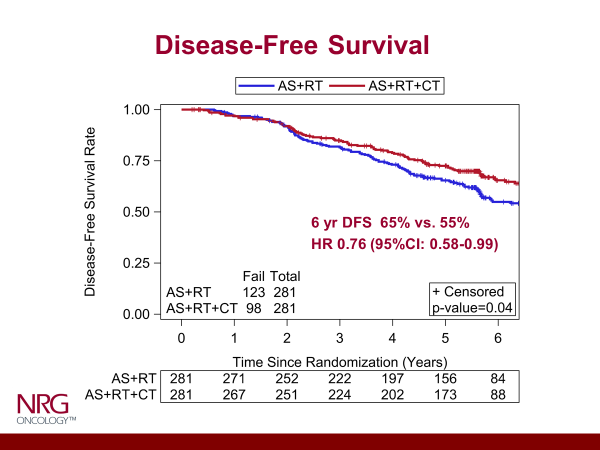 Disease-Free Survival
AS+RT AS+RT+CT
Disease-Free Survival Rate
1.00
0.75
0.50
0.25
0.00
6 yr DFS 65% vs. 55%
HR 0.76 (95%CI: 0.58-0.99)
Fail Total
AS+RT 123 281
AS+RT+CT 98 281
+ Censored
p-value=0.04
0 1 2 3 4 5 6
Time Since Randomization (Years)
AS+RT 281 271 252 222 197 156 84
AS+RT+CT 281 267 251 224 202 173 88
NRG
ONCOLOGY™